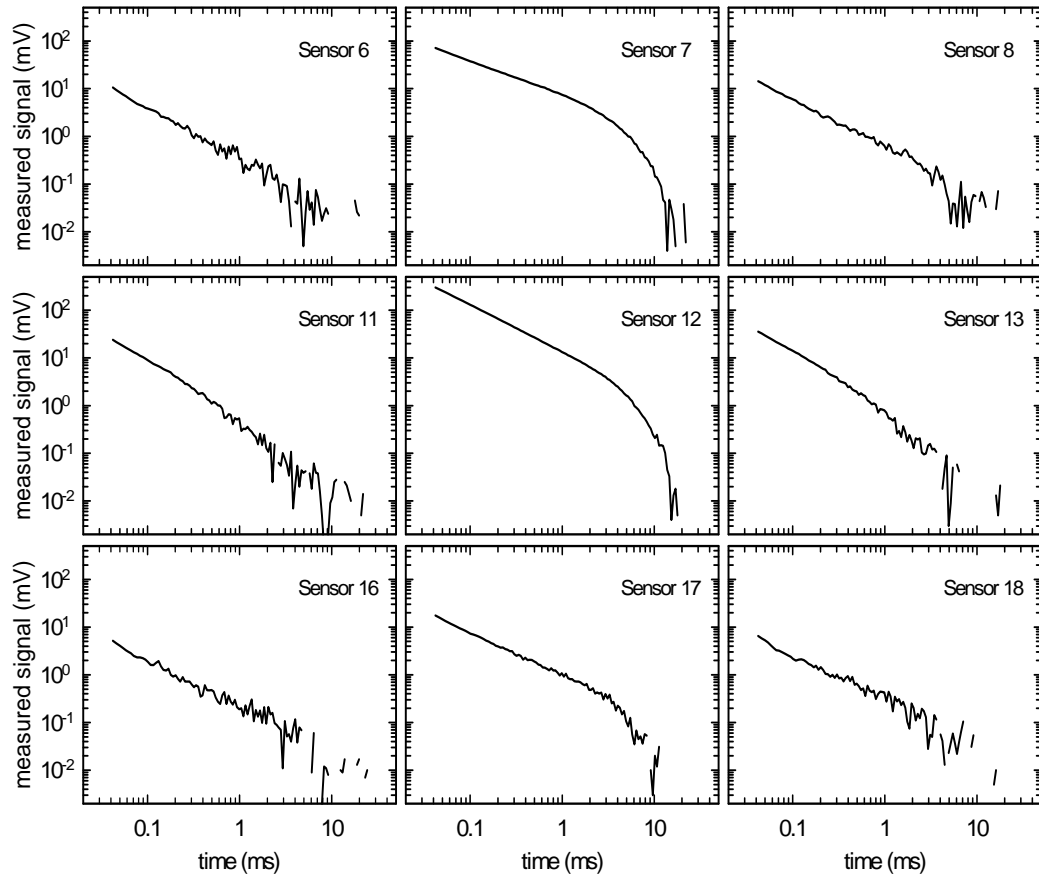 Sensor 6
Sensor 7
Sensor 8
10²
10¹
10⁰
10⁻¹
10⁻²
measured signal (mV)
Sensor 11
Sensor 12
Sensor 13
10²
10¹
10⁰
10⁻¹
10⁻²
measured signal (mV)
Sensor 16
Sensor 17
Sensor 18
10²
10¹
10⁰
10⁻¹
10⁻²
measured signal (mV)
0.1 1 10 0.1 1 10 0.1 1 10
time (ms) time (ms) time (ms)